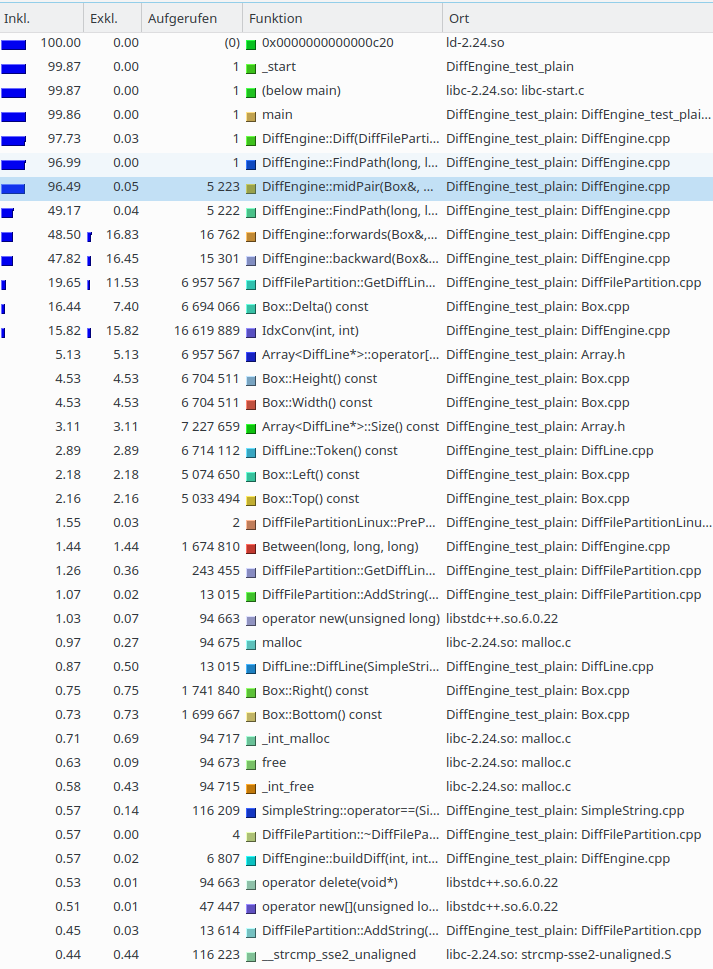 Inkl. Exkl. Aufgerufen Funktion Ort
100.00 0.00 (0) 0x0000000000000c20 ld-2.24.so
99.87 0.00 1 _start DiffEngine_test_plain
99.87 0.00 1 (below main) libc-2.24.so: libc-start.c
99.86 0.00 1 main DiffEngine_test_plain: DiffEngine_test_plai...
97.73 0.03 1 DiffEngine::Diff(DiffFileParti... DiffEngine_test_plain: DiffEngine.cpp
96.99 0.00 1 DiffEngine::FindPath(long, l... DiffEngine_test_plain: DiffEngine.cpp
96.49 0.05 5 223 DiffEngine::midPair(Box&, ... DiffEngine_test_plain: DiffEngine.cpp
49.17 0.04 5 222 DiffEngine::FindPath(long, l... DiffEngine_test_plain: DiffEngine.cpp
48.50 16.83 16 762 DiffEngine::forwards(Box&,... DiffEngine_test_plain: DiffEngine.cpp
47.82 16.45 15 301 DiffEngine::backward(Box&... DiffEngine_test_plain: DiffEngine.cpp
19.65 11.53 6 957 567 DiffFilePartition::GetDiffLin... DiffEngine_test_plain: DiffFilePartition.cpp
16.44 7.40 6 694 066 Box::Delta() const DiffEngine_test_plain: Box.cpp
15.82 15.82 16 619 889 IdxConv(int, int) DiffEngine_test_plain: DiffEngine.cpp
5.13 5.13 6 957 567 Array<DiffLine*>::operator[... DiffEngine_test_plain: Array.h
4.53 4.53 6 704 511 Box::Height() const DiffEngine_test_plain: Box.cpp
4.53 4.53 6 704 511 Box::Width() const DiffEngine_test_plain: Box.cpp
3.11 3.11 7 227 659 Array<DiffLine*>::Size() const DiffEngine_test_plain: Array.h
2.89 2.89 6 714 112 DiffLine::Token() const DiffEngine_test_plain: DiffLine.cpp
2.18 2.18 5 074 650 Box::Left() const DiffEngine_test_plain: Box.cpp
2.16 2.16 5 033 494 Box::Top() const DiffEngine_test_plain: Box.cpp
1.55 0.03 2 DiffFilePartitionLinux::PreP... DiffEngine_test_plain: DiffFilePartitionLinu...
1.44 1.44 1 674 810 Between(long, long, long) DiffEngine_test_plain: DiffEngine.cpp
1.26 0.36 243 455 DiffFilePartition::GetDiffLin... DiffEngine_test_plain: DiffFilePartition.cpp
1.07 0.02 13 015 DiffFilePartition::AddString(... DiffEngine_test_plain: DiffFilePartition.cpp
1.03 0.07 94 663 operator new(unsigned long) libstdc++.so.6.0.22
0.97 0.27 94 675 malloc libc-2.24.so: malloc.c
0.87 0.50 13 015 DiffLine::DiffLine(SimpleStri... DiffEngine_test_plain: DiffLine.cpp
0.75 0.75 1 741 840 Box::Right() const DiffEngine_test_plain: Box.cpp
0.73 0.73 1 699 667 Box::Bottom() const DiffEngine_test_plain: Box.cpp
0.71 0.69 94 717 _int_malloc libc-2.24.so: malloc.c
0.63 0.09 94 673 free libc-2.24.so: malloc.c
0.58 0.43 94 715 _int_free libc-2.24.so: malloc.c
0.57 0.14 116 209 SimpleString::operator==(Si... DiffEngine_test_plain: SimpleString.cpp
0.57 0.00 4 DiffFilePartition::~DiffFilePa... DiffEngine_test_plain: DiffFilePartition.cpp
0.57 0.02 6 807 DiffEngine::buildDiff(int, int... DiffEngine_test_plain: DiffEngine.cpp
0.53 0.01 94 663 operator delete(void*) libstdc++.so.6.0.22
0.51 0.01 47 447 operator new[](unsigned lo... libstdc++.so.6.0.22
0.45 0.03 13 614 DiffFilePartition::AddString(... DiffEngine_test_plain: DiffFilePartition.cpp
0.44 0.44 116 223 __strcmp_sse2_unaligned libc-2.24.so: strcmp-sse2-unaligned.S